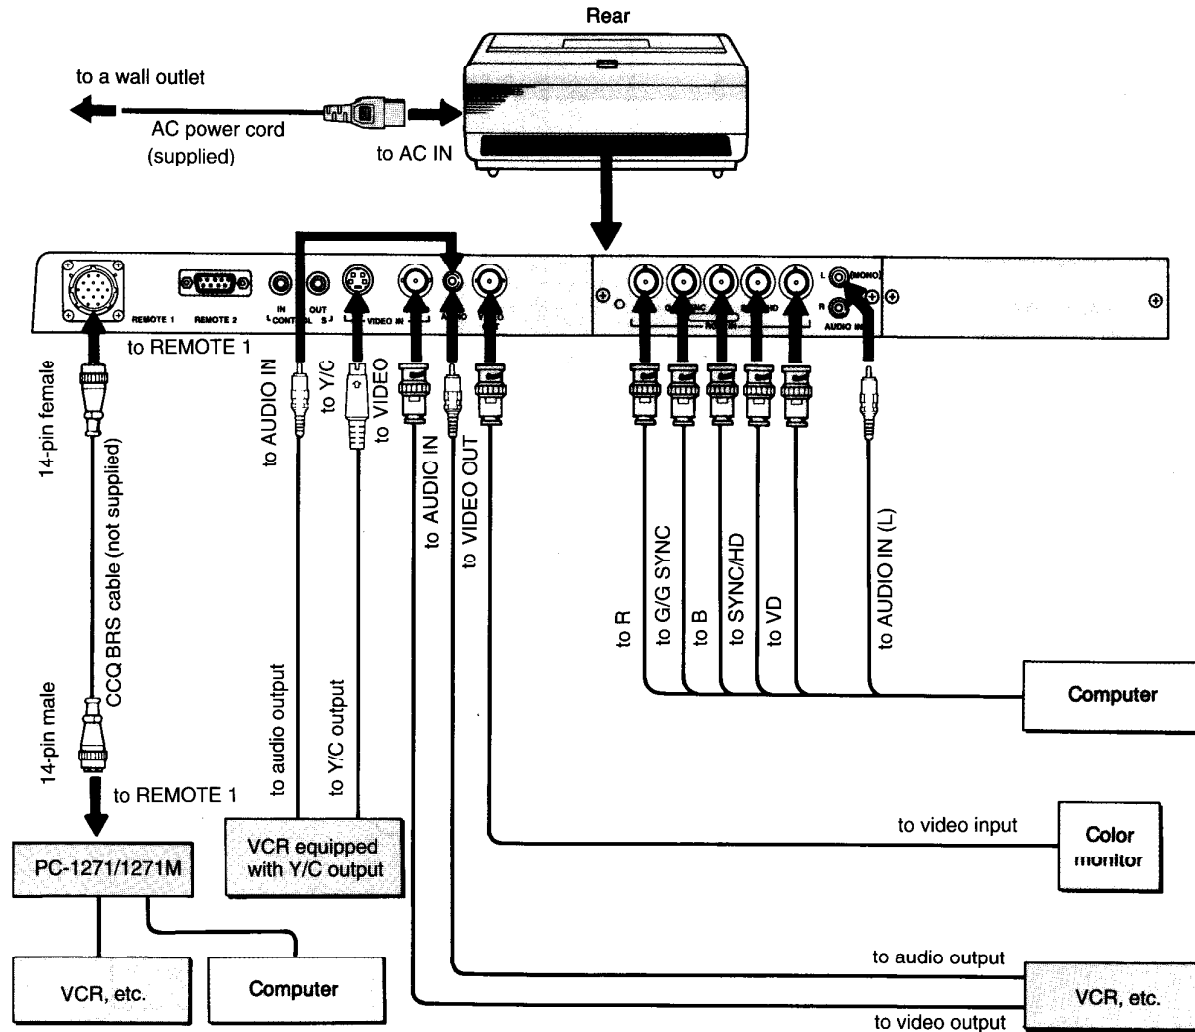 Rear
to a wall outlet
AC power cord
(supplied)
to AC IN
REMOTE 1
REMOTE 2
IN
OUT
CONTROL S
VIDEO IN
L
(MONO)
R
AUDIO IN
to REMOTE 1
14-pin female
CCQ BRS cable (not supplied)
14-pin male
to REMOTE 1
to AUDIO IN
to Y/C
to VIDEO
to AUDIO IN
to VIDEO OUT
to R
to G/G SYNC
to B
to SYNC/HD
to VD
to AUDIO IN (L)
to audio output
to Y/C output
Computer
to video input
Color
monitor
VCR equipped
with Y/C output
PC-1271/1271M
VCR, etc.
Computer
to audio output
VCR, etc.
to video output